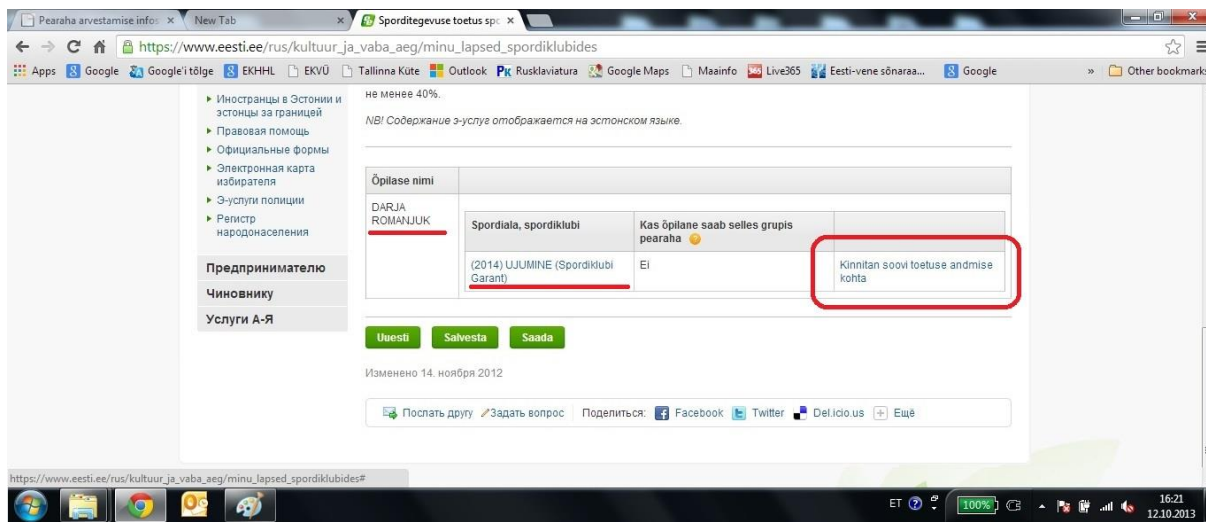 Pearaha arvestamise infos
New Tab
Sporditegevuse toetus spo
https://www.eesti.ee/rus/kultuur_ja_vaba_aeg/minu_lapsed_spordiklubides
Apps Google Google'i tõlge EKHHL EKVÜ Tallinna Küte Outlook Rusklaviatura Google Maps Maainfo Live365 Eesti-vene sõnaraa... Google » Other bookmarks
Иностранцы в Эстонии и
эстонцы за границей
Правовая помощь
Официальные формы
Электронная карта
избирателя
Э-услуги полиции
Регистр
народонаселения
Предпринимателю
Чиновнику
Услуги А-Я
не менее 40%.
NB! Содержание э-услуг отображается на эстонском языке.
Õpilase nimi
DARJA
ROMANJUK
Spordiala, spordiklubi
Kas õpilane saab selles grupis
pearaha
(2014) UJUMINE (Spordiklubi
Garant)
Ei
Kinnitan soovi toetuse andmise
kohta
Uuesti Salvesta Saada
Изменено 14. ноября 2012
Послать другу Задать вопрос Поделиться: Facebook Twitter Del.icio.us Ещё
https://www.eesti.ee/rus/kultuur_ja_vaba_aeg/minu_lapsed_spordiklubides#
ET 100% 16:21
12.10.2013